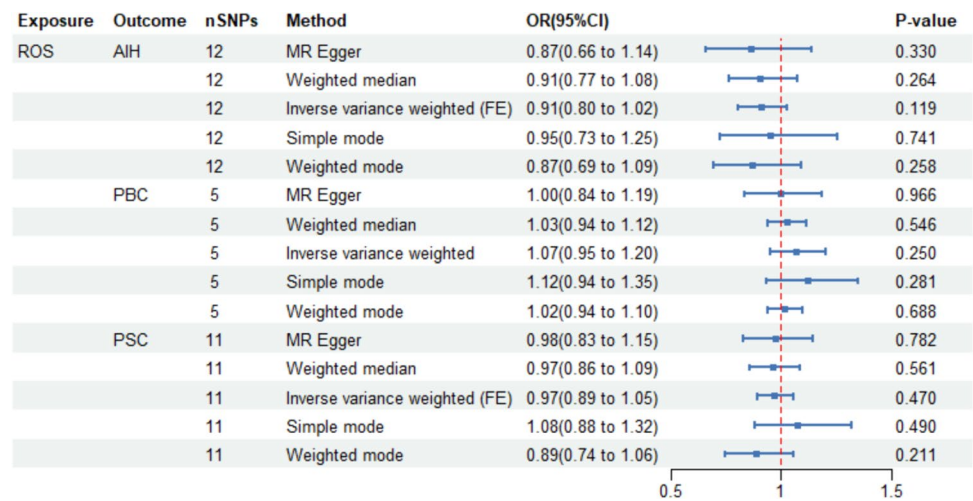 Exposure Outcome nSNPs Method OR(95%CI) P-value
ROS AIH 12 MR Egger 0.87(0.66 to 1.14) 0.330
12 Weighted median 0.91(0.77 to 1.08) 0.264
12 Inverse variance weighted (FE) 0.91(0.80 to 1.02) 0.119
12 Simple mode 0.95(0.73 to 1.25) 0.741
12 Weighted mode 0.87(0.69 to 1.09) 0.258
PBC 5 MR Egger 1.00(0.84 to 1.19) 0.966
5 Weighted median 1.03(0.94 to 1.12) 0.546
5 Inverse variance weighted 1.07(0.95 to 1.20) 0.250
5 Simple mode 1.12(0.94 to 1.35) 0.281
5 Weighted mode 1.02(0.94 to 1.10) 0.688
PSC 11 MR Egger 0.98(0.83 to 1.15) 0.782
11 Weighted median 0.97(0.86 to 1.09) 0.561
11 Inverse variance weighted (FE) 0.97(0.89 to 1.05) 0.470
11 Simple mode 1.08(0.88 to 1.32) 0.490
11 Weighted mode 0.89(0.74 to 1.06) 0.211
0.5 1 1.5